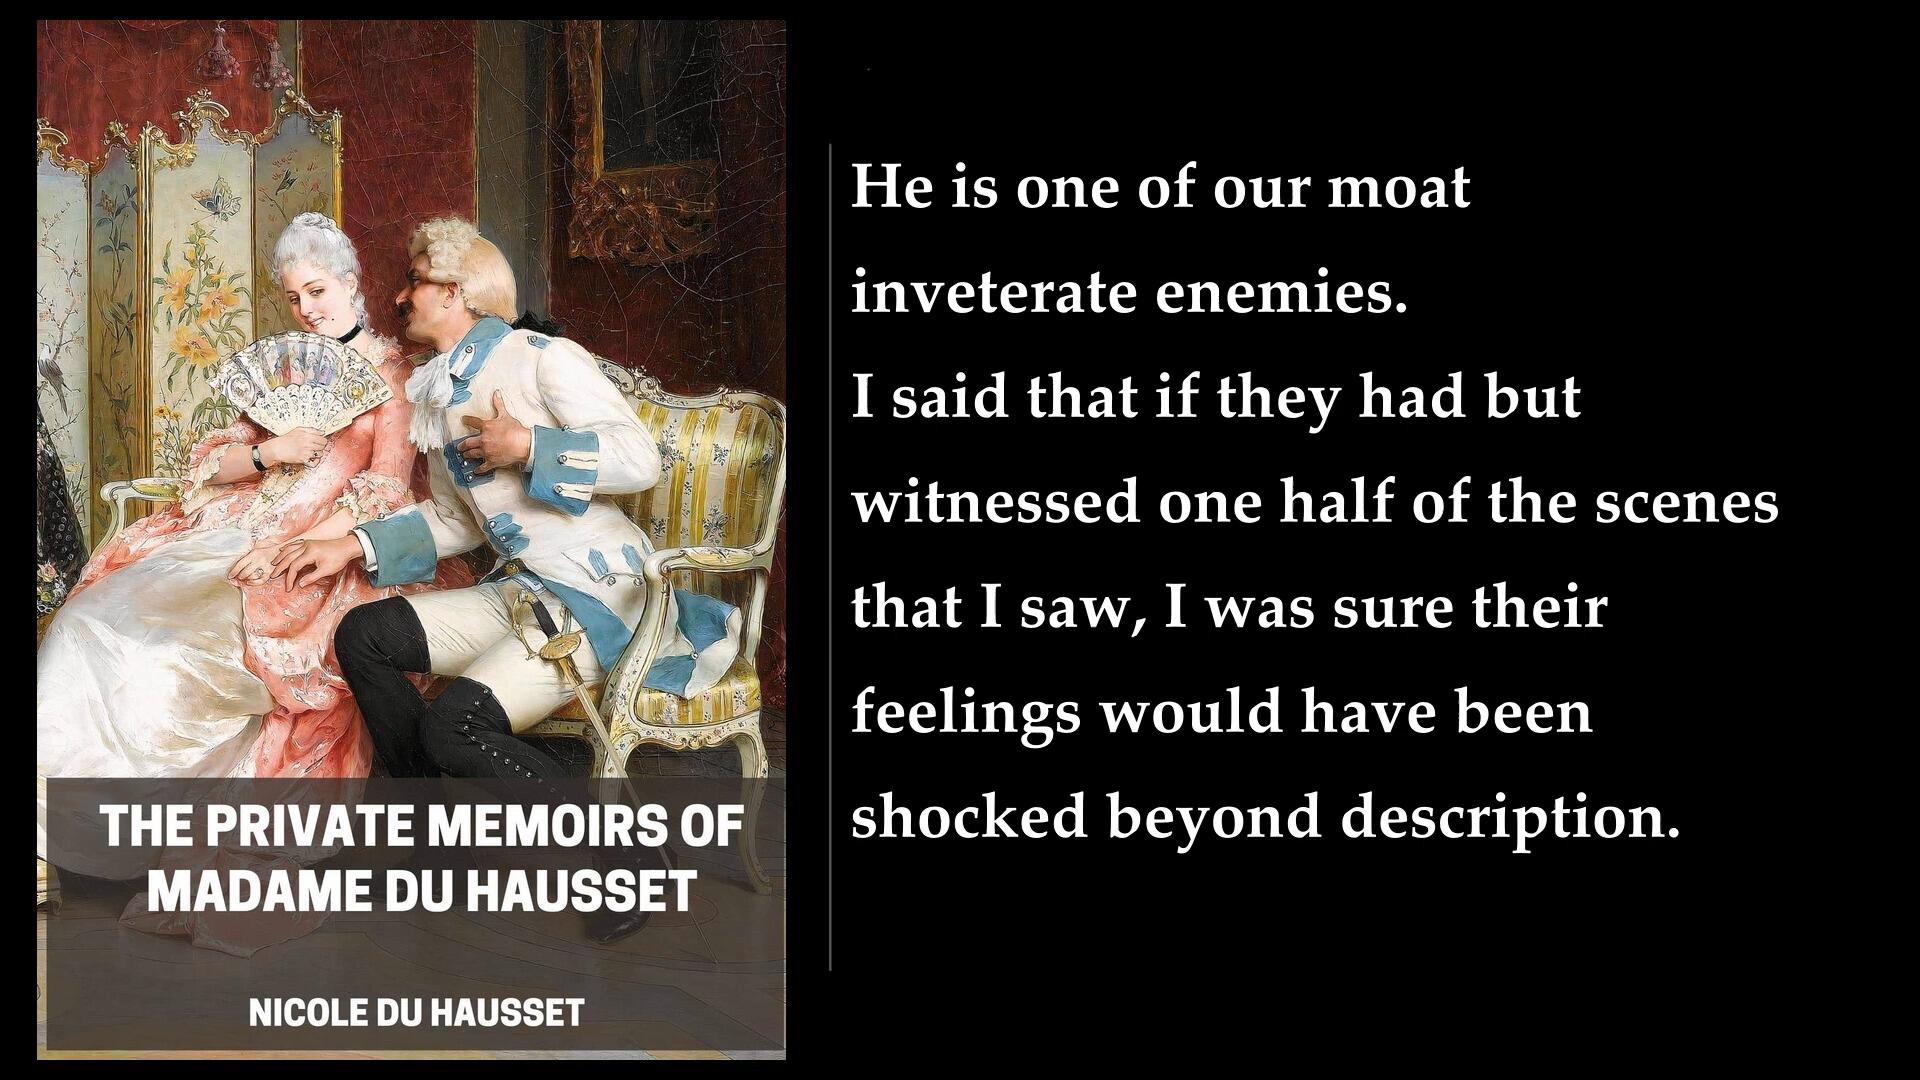 THE PRIVATE MEMOIRS OF
MADAME DU HAUSSET
NICOLE DU HAUSSET
He is one of our moat
inveterate enemies.
I said that if they had but
witnessed one half of the scenes
that I saw, I was sure their
feelings would have been
shocked beyond description.